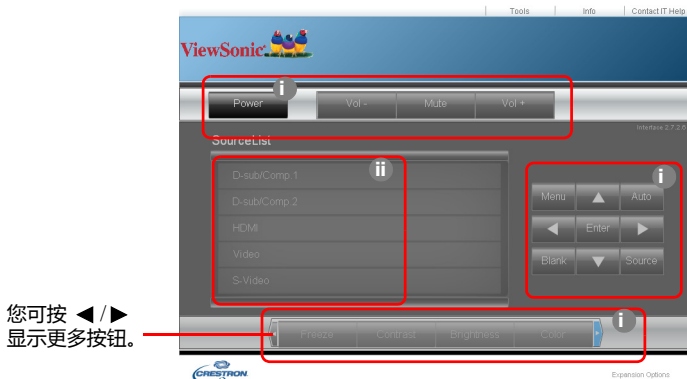 Tools Info Contact IT Help
ViewSonic
i
Power Vol - Mute Vol +
Interface 2.7.2.6
SourceList
ii
D-sub/Comp 1
D-sub/Comp 2
HDMI
Video
S-Video
i
Menu Auto
Enter
Blank Source
您可按 ◀ / ▶
显示更多按钮。
i
Freeze Contrast Brightness Color
CRESTRON
Expansion Options